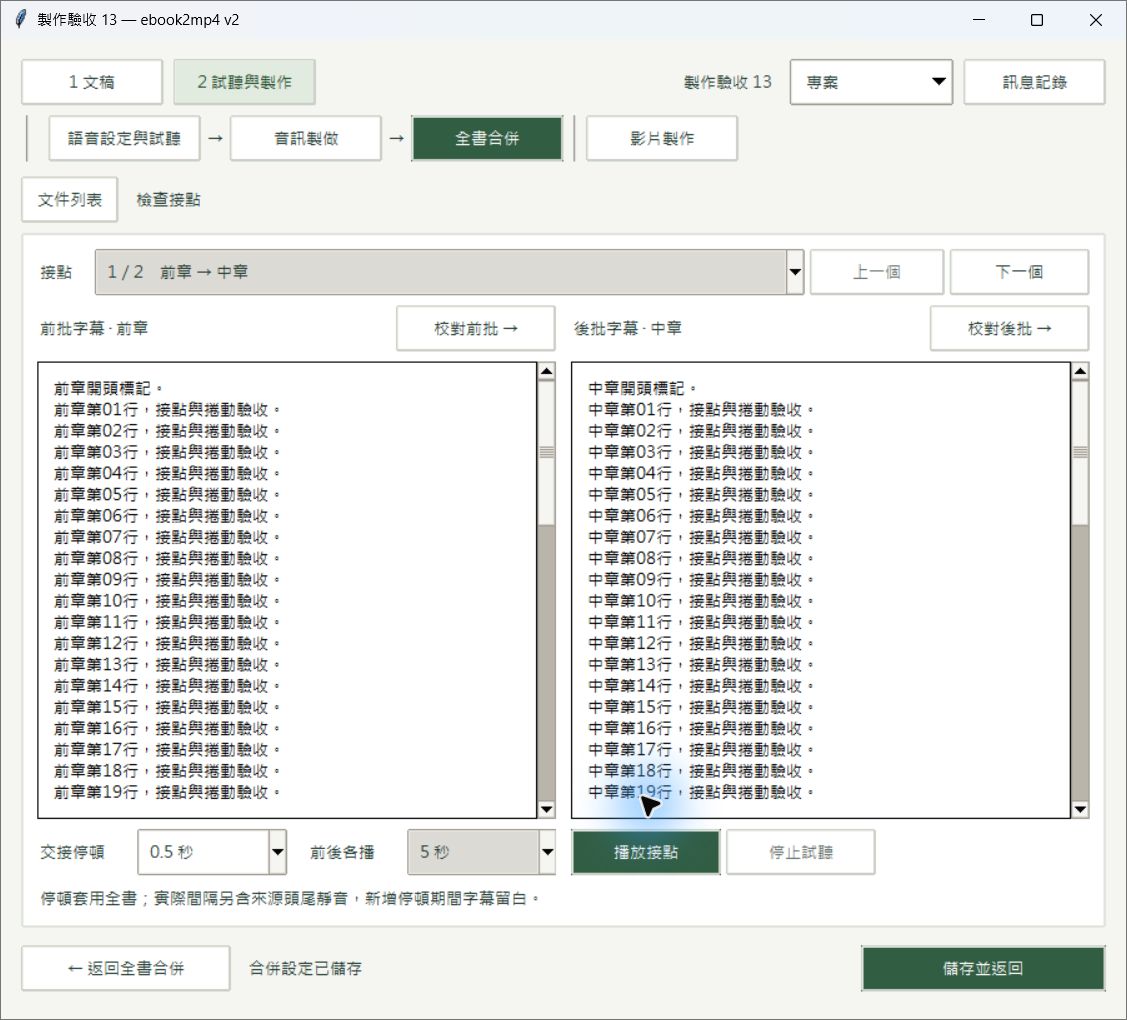 製作驗收 13 — ebook2mp4 v2
1 文稿
2 試聽與製作
製作驗收 13
專案
訊息記錄
語音設定與試聽
→
音訊製做
→
全書合併
影片製作
文件列表
檢查接點
接點
1 / 2 前章 → 中章
上一個
下一個
前批字幕 · 前章
校對前批 →
後批字幕 · 中章
校對後批 →
前章開頭標記。
前章第01行，接點與捲動驗收。
前章第02行，接點與捲動驗收。
前章第03行，接點與捲動驗收。
前章第04行，接點與捲動驗收。
前章第05行，接點與捲動驗收。
前章第06行，接點與捲動驗收。
前章第07行，接點與捲動驗收。
前章第08行，接點與捲動驗收。
前章第09行，接點與捲動驗收。
前章第10行，接點與捲動驗收。
前章第11行，接點與捲動驗收。
前章第12行，接點與捲動驗收。
前章第13行，接點與捲動驗收。
前章第14行，接點與捲動驗收。
前章第15行，接點與捲動驗收。
前章第16行，接點與捲動驗收。
前章第17行，接點與捲動驗收。
前章第18行，接點與捲動驗收。
前章第19行，接點與捲動驗收。
中章開頭標記。
中章第01行，接點與捲動驗收。
中章第02行，接點與捲動驗收。
中章第03行，接點與捲動驗收。
中章第04行，接點與捲動驗收。
中章第05行，接點與捲動驗收。
中章第06行，接點與捲動驗收。
中章第07行，接點與捲動驗收。
中章第08行，接點與捲動驗收。
中章第09行，接點與捲動驗收。
中章第10行，接點與捲動驗收。
中章第11行，接點與捲動驗收。
中章第12行，接點與捲動驗收。
中章第13行，接點與捲動驗收。
中章第14行，接點與捲動驗收。
中章第15行，接點與捲動驗收。
中章第16行，接點與捲動驗收。
中章第17行，接點與捲動驗收。
中章第18行，接點與捲動驗收。
中章第19行，接點與捲動驗收。
交接停頓
0.5 秒
前後各播
5 秒
播放接點
停止試聽
停頓套用全書；實際間隔另含來源頭尾靜音，新增停頓期間字幕留白。
← 返回全書合併
合併設定已儲存
儲存並返回